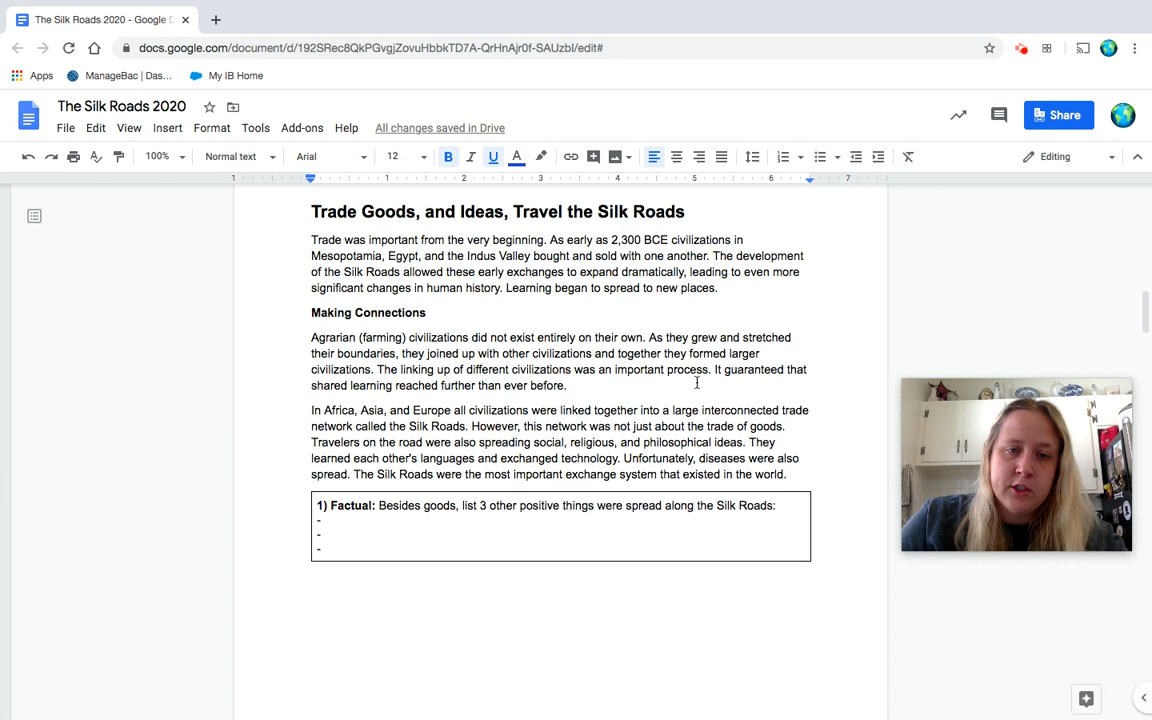 The Silk Roads 2020 - Google D
docs.google.com/document/d/192SRec8QkPGvgjZovuHbbkTD7A-QrHnAjr0f-SAUzbI/edit#
Apps
ManageBac | Das...
My IB Home
The Silk Roads 2020
File Edit View Insert Format Tools Add-ons Help All changes saved in Drive
Share
100% Normal text Arial 12 B I U A Editing
1 1 2 3 4 5 6 7
Trade Goods, and Ideas, Travel the Silk Roads
Trade was important from the very beginning. As early as 2,300 BCE civilizations in
Mesopotamia, Egypt, and the Indus Valley bought and sold with one another. The development
of the Silk Roads allowed these early exchanges to expand dramatically, leading to even more
significant changes in human history. Learning began to spread to new places.
Making Connections
Agrarian (farming) civilizations did not exist entirely on their own. As they grew and stretched
their boundaries, they joined up with other civilizations and together they formed larger
civilizations. The linking up of different civilizations was an important process. It guaranteed that
shared learning reached further than ever before.
In Africa, Asia, and Europe all civilizations were linked together into a large interconnected trade
network called the Silk Roads. However, this network was not just about the trade of goods.
Travelers on the road were also spreading social, religious, and philosophical ideas. They
learned each other's languages and exchanged technology. Unfortunately, diseases were also
spread. The Silk Roads were the most important exchange system that existed in the world.
1) Factual: Besides goods, list 3 other positive things were spread along the Silk Roads:
-
-
-